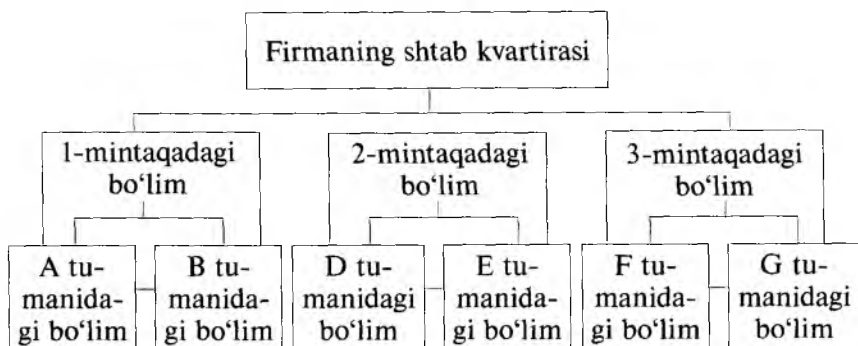 Firmaning shtab kvartirasi
1-mintaqadagi
bo‘lim
2-mintaqadagi
bo‘lim
3-mintaqadagi
bo‘lim
A tu-
manida-
gi bo‘lim
B tu-
manida-
gi bo‘lim
D tu-
manidagi
bo‘lim
E tu-
manida-
gi bo‘lim
F tu-
manida-
gi bo‘lim
G tu-
manidagi
bo‘lim